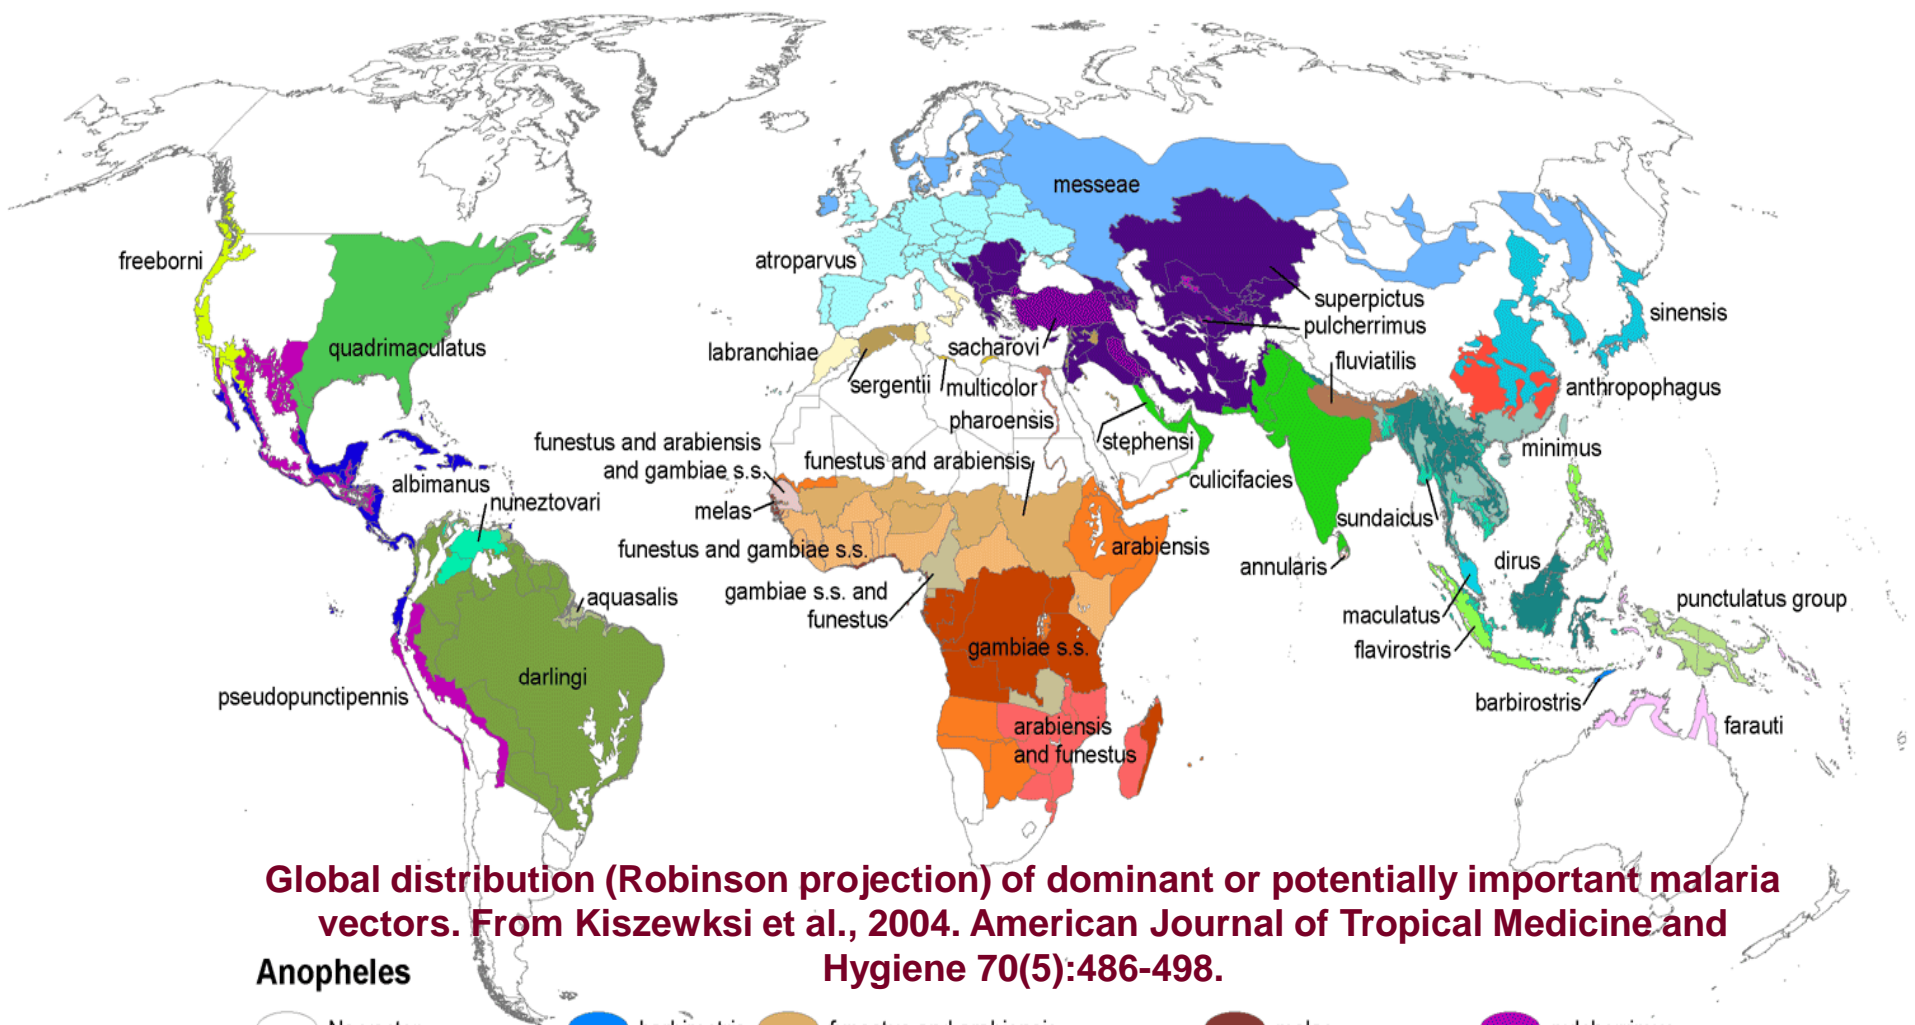 messeae
freeborni
atroparvus
superpictus
pulcherrimus
sinensis
quadrimaculatus
labranchiae
sacharovi
fluviatilis
sergentii
multicolor
anthropophagus
pharoensis
stephensi
funestus and arabiensis
and gambiae s.s.
funestus and arabiensis
minimus
albimanus
nuneztovari
culicifacies
melas
sundaicus
funestus and gambiae s.s.
arabiensis
annularis
dirus
gambiae s.s. and
funestus
aquasalis
maculatus
punctulatus group
gambiae s.s.
flavirostris
darlingi
pseudopunctipennis
barbirostris
arabiensis
and funestus
farauti
Global distribution (Robinson projection) of dominant or potentially important malaria
vectors. From Kiszewksi et al., 2004. American Journal of Tropical Medicine and
Hygiene 70(5):486-498.
Anopheles